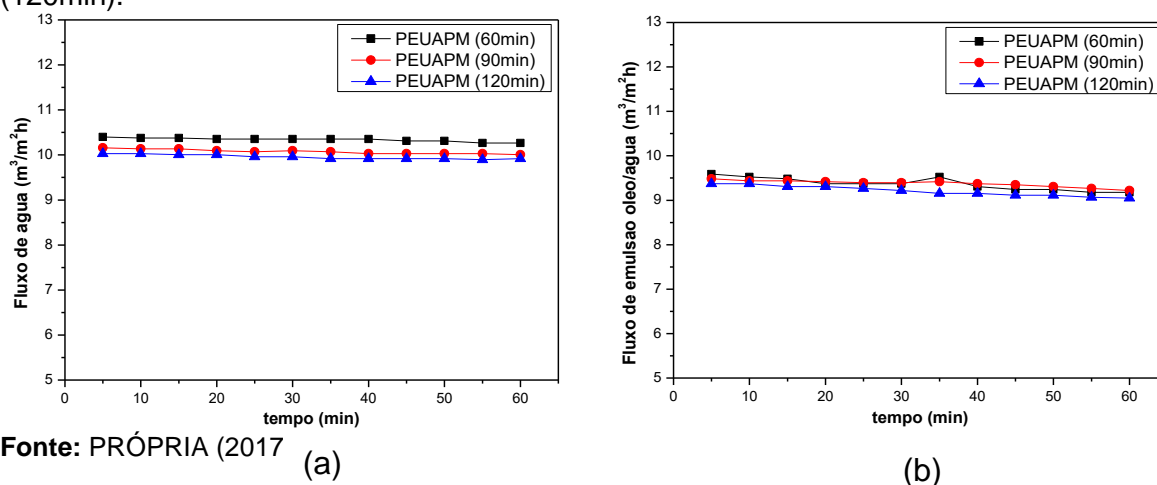 (120min).
13
12
11
10
9
8
7
6
5
0
10
20
30
40
50
60
tempo (min)
Fluxo de agua (m³/m²h)
PEUAPM (60min)
PEUAPM (90min)
PEUAPM (120min)
13
12
11
10
9
8
7
6
5
0
10
20
30
40
50
60
tempo (min)
Fluxo de emulsao oleo/agua (m³/m²h)
PEUAPM (60min)
PEUAPM (90min)
PEUAPM (120min)
Fonte: PRÓPRIA (2017
(a)
(b)